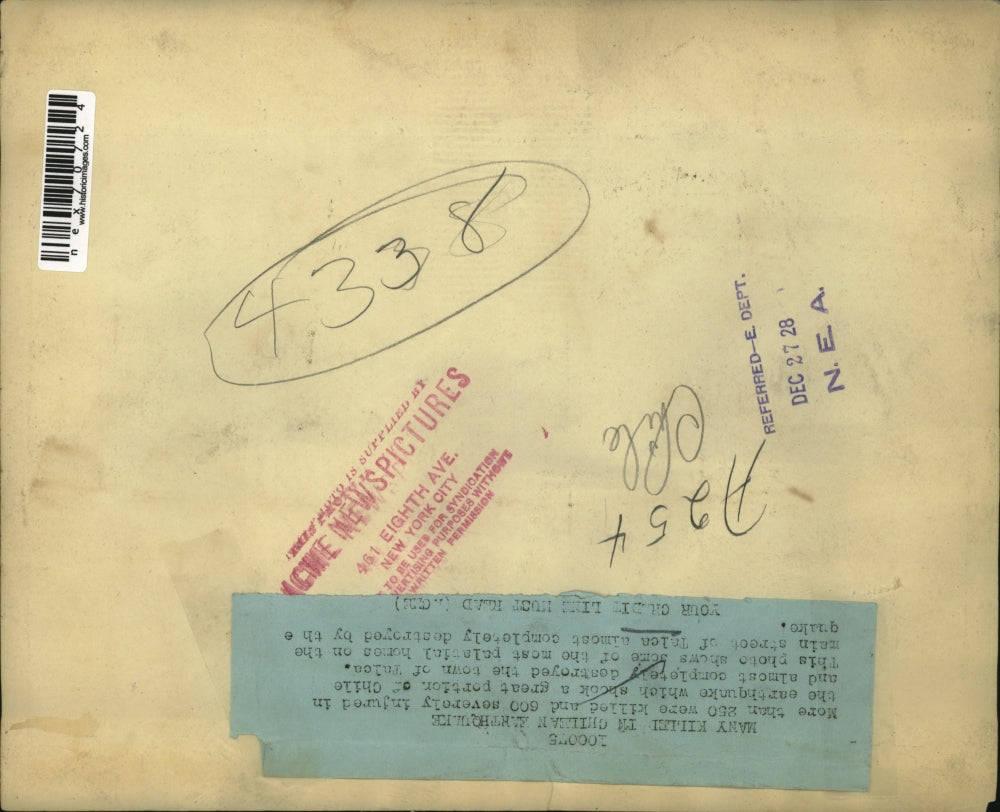 nex70724
www.historicimages.com
4338
REFERRED—E. DEPT.
DEC 27 28
N. E. A.
THIS PHOTO IS SUPPLIED BY
ACME NEWSPICTURES
461 EIGHTH AVE.
NEW YORK CITY
TO BE USED FOR SYNDICATION
ERTISING PURPOSES WITHOUT
WRITTEN PERMISSION
Chile
A254
100075
MANY KILLED IN CHILEAN EARTHQUAKE
More than 250 were killed and 600 severely injured in
the earthquake which shook a great portion of Chile
and almost completely destroyed the town of Talca.
This photo shows some of the most palatial homes on the
main street of Talca almost completely destroyed by th e
quake.
YOUR CREDIT LINE MUST READ (ACME)